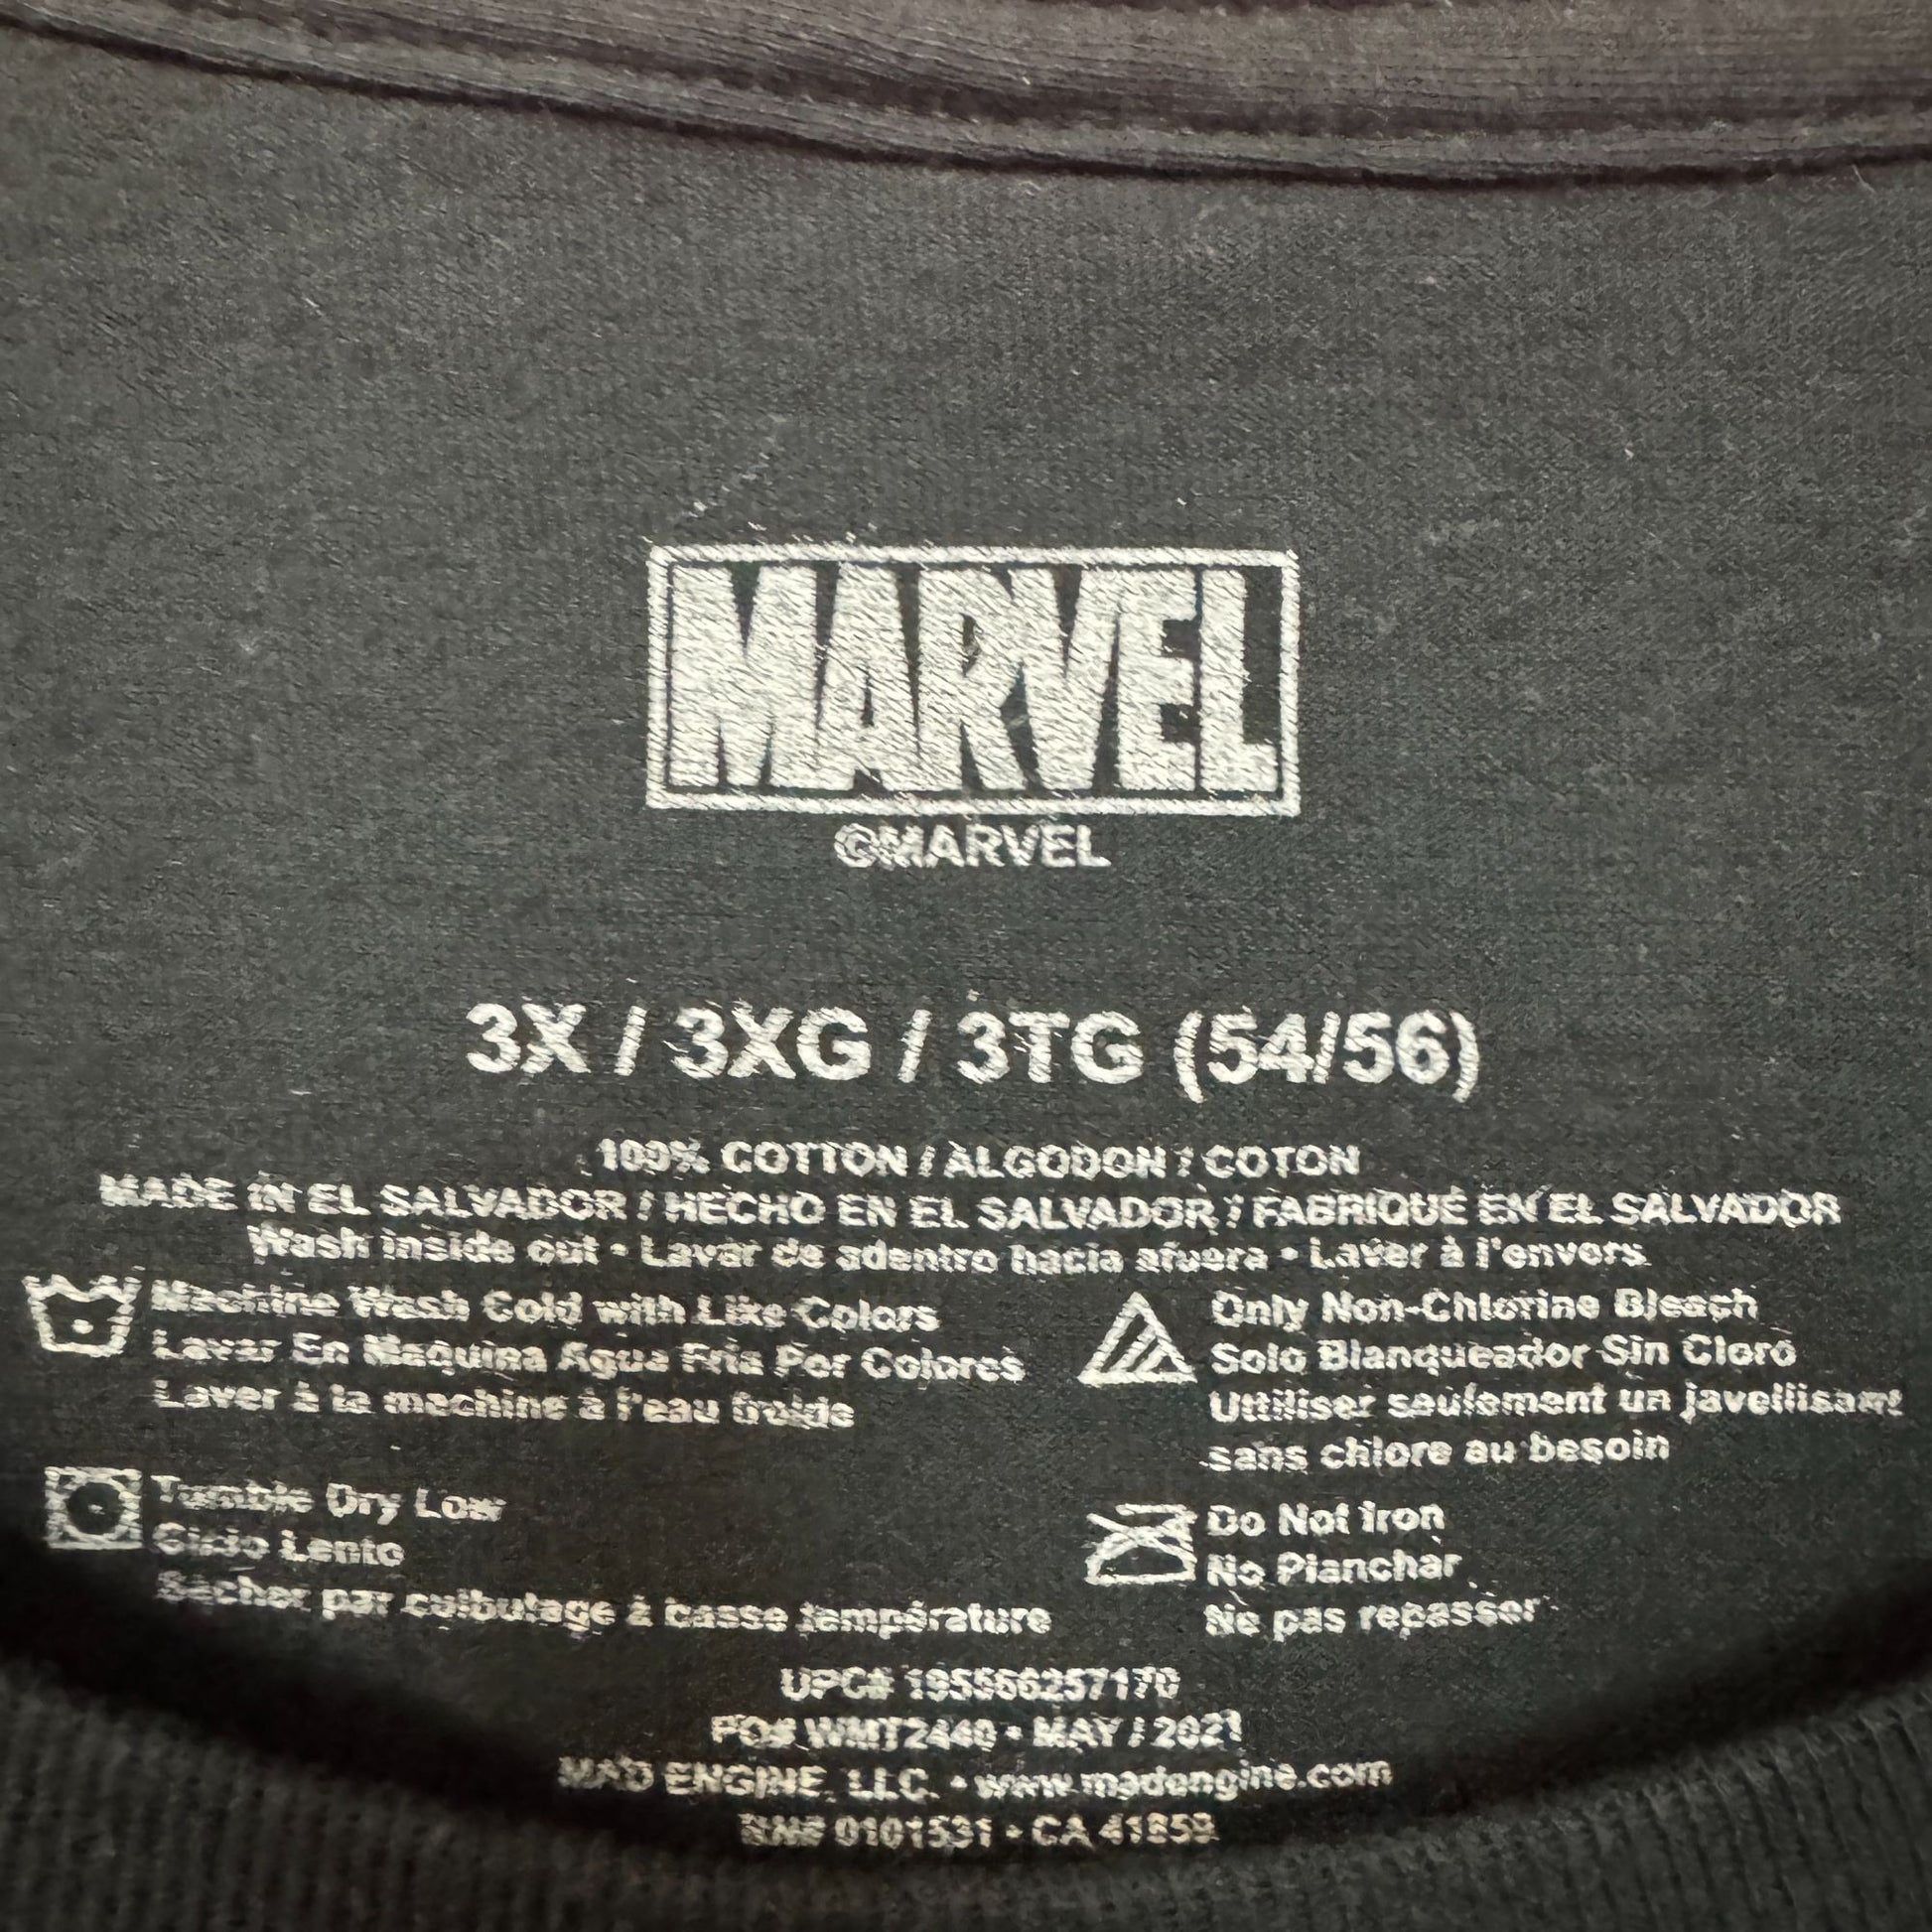 MARVEL
©MARVEL
3X / 3XG / 3TG (54/56)
100% COTTON / ALGODON / COTON
MADE IN EL SALVADOR / HECHO EN EL SALVADOR / FABRIQUÉ EN EL SALVADOR
Wash inside out • Lavar de adentro hacia afuera • Laver à l'envers
Machine Wash Cold with Like Colors
Lavar En Maquina Agua Fria Por Colores
Laver à la machine à l'eau froide
Only Non-Chlorine Bleach
Solo Blanqueador Sin Cloro
Utiliser seulement un javellisant
sans chlore au besoin
Tumble Dry Low
Ciclo Lento
Sécher par culbutage à basse température
Do Not Iron
No Planchar
Ne pas repasser
UPC# 195566257170
PO# WMT2440 • MAY / 2021
MAD ENGINE, LLC. • www.madengine.com
RN# 0101531 • CA 41859